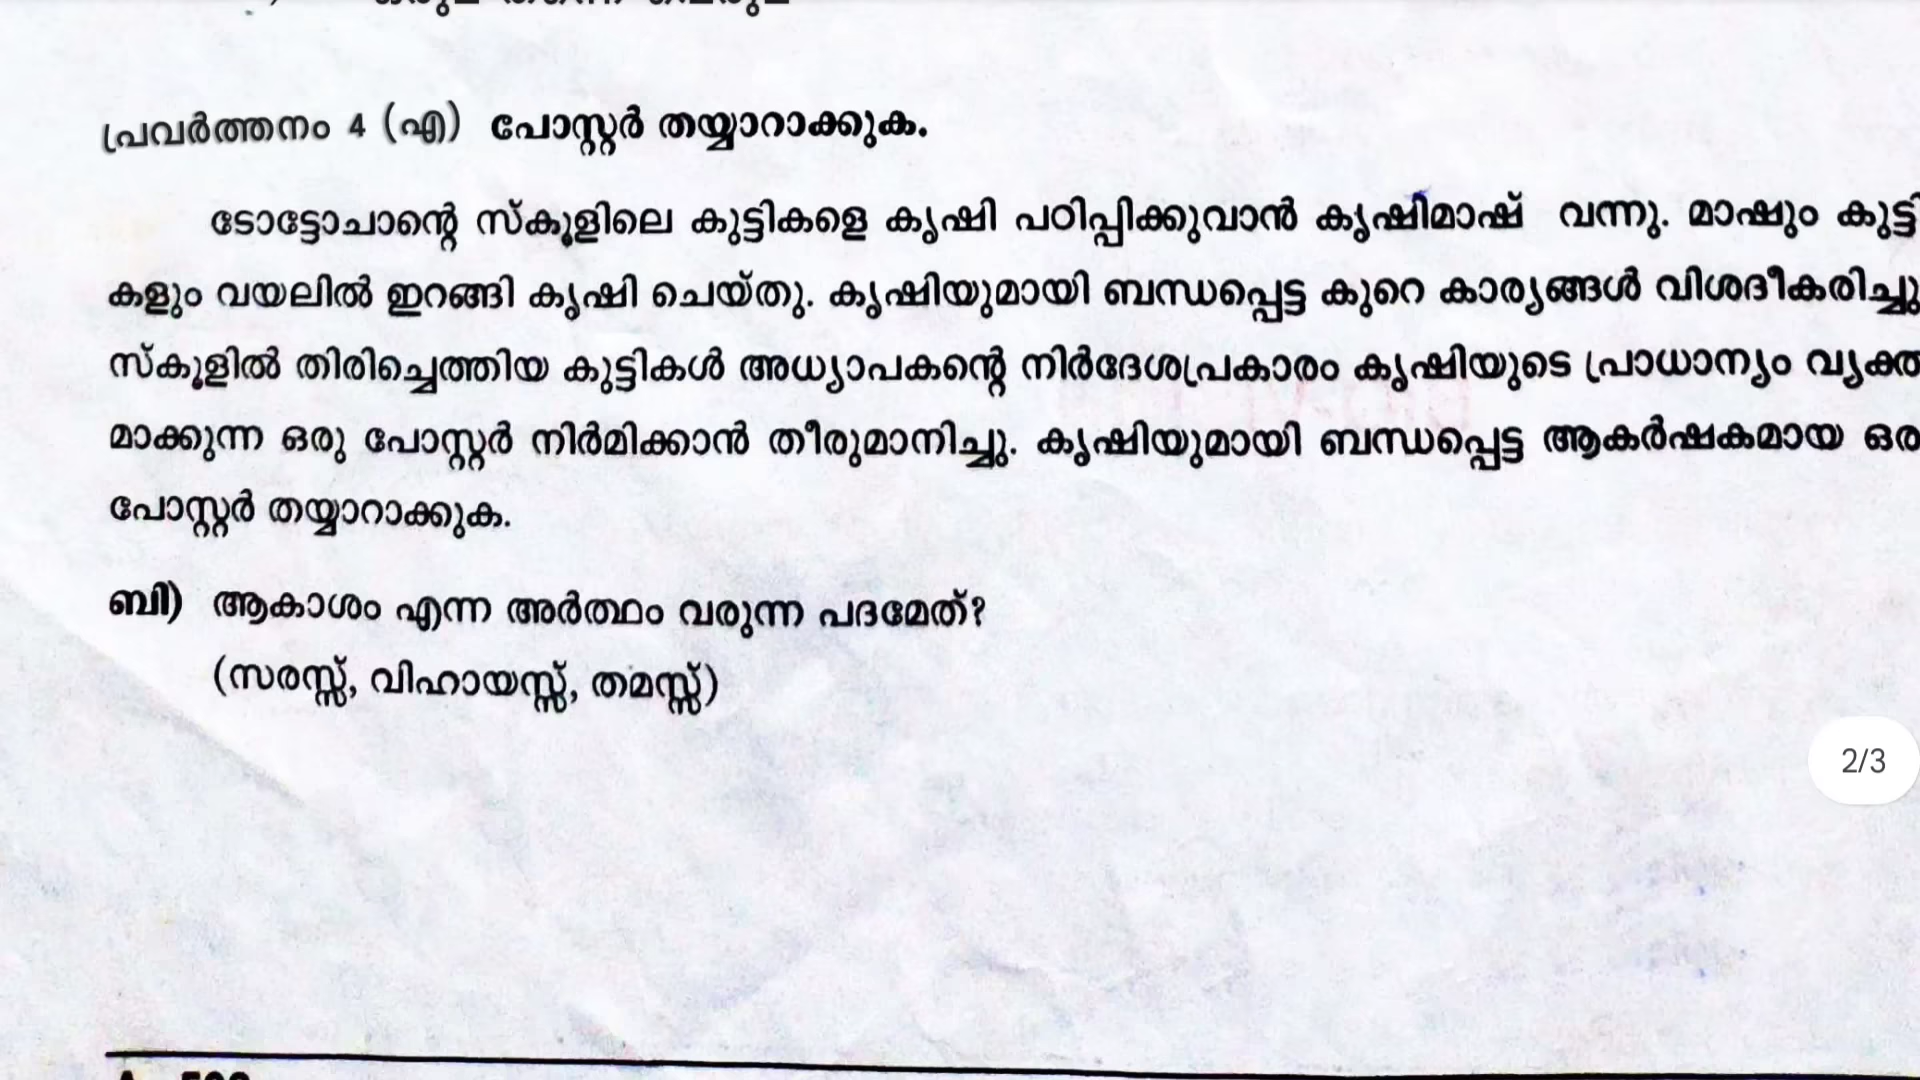 പ്രവർത്തനം 4 (എ) പോസ്റ്റർ തയ്യാറാക്കുക.
ടോട്ടോചാന്റെ സ്കൂളിലെ കുട്ടികളെ കൃഷി പഠിപ്പിക്കുവാൻ കൃഷിമാഷ് വന്നു. മാഷും കുട്ടി
കളും വയലിൽ ഇറങ്ങി കൃഷി ചെയ്തു. കൃഷിയുമായി ബന്ധപ്പെട്ട കുറെ കാര്യങ്ങൾ വിശദീകരിച്ചു
സ്കൂളിൽ തിരിച്ചെത്തിയ കുട്ടികൾ അധ്യാപകന്റെ നിർദേശപ്രകാരം കൃഷിയുടെ പ്രാധാന്യം വ്യക്ത
മാക്കുന്ന ഒരു പോസ്റ്റർ നിർമിക്കാൻ തീരുമാനിച്ചു. കൃഷിയുമായി ബന്ധപ്പെട്ട ആകർഷകമായ ഒര
പോസ്റ്റർ തയ്യാറാക്കുക.
ബി) ആകാശം എന്ന അർത്ഥം വരുന്ന പദമേത്?
(സരസ്സ്, വിഹായസ്സ്, തമസ്സ്)
2/3